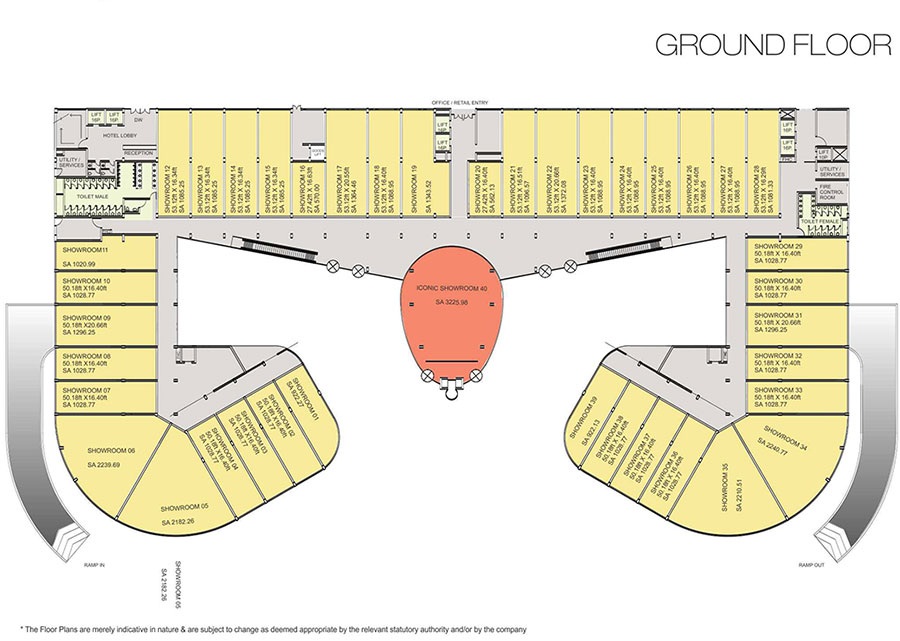 GROUND FLOOR
OFFICE / RETAIL ENTRY
LIFT
16P
LIFT
16P
DW
HOTEL LOBBY
RECEPTION
UTILITY /
SERVICES
TOILET MALE
SHOWROOM 12
53.12ft X 16.34ft
SA 1085.25
SHOWROOM 13
53.12ft X 16.34ft
SA 1085.25
SHOWROOM 14
53.12ft X 16.34ft
SA 1085.25
SHOWROOM 15
53.12ft X 16.34ft
SA 1085.25
SHOWROOM 16
SA 570.00
SHOWROOM 17
53.12ft X 20.55ft
SA 1364.46
SHOWROOM 18
53.12ft X 16.40ft
SA 1088.95
SHOWROOM 19
SA 1343.52
LIFT
16P
LIFT
16P
SHOWROOM 20
27.42ft X 16.40ft
SA 562.13
SHOWROOM 21
53.12ft X 16.51ft
SA 1096.57
SHOWROOM 22
53.12ft X 20.66ft
SA 1372.08
SHOWROOM 23
53.12ft X 16.40ft
SA 1088.95
SHOWROOM 24
53.12ft X 16.40ft
SA 1088.95
SHOWROOM 25
53.12ft X 16.40ft
SA 1088.95
SHOWROOM 26
53.12ft X 16.40ft
SA 1088.95
SHOWROOM 27
53.12ft X 16.40ft
SA 1088.95
SHOWROOM 28
53.12ft X 16.29ft
SA 1081.33
LIFT
16P
LIFT
16P
UTILITY /
SERVICES
FIRE
CONTROL
ROOM
TOILET FEMALE
SHOWROOM11
SA 1020.99
SHOWROOM 10
50.18ft X 16.40ft
SA 1028.77
SHOWROOM 09
50.18ft X20.66ft
SA 1296.25
SHOWROOM 08
50.18ft X 16.40ft
SA 1028.77
SHOWROOM 07
50.18ft X 16.40ft
SA 1028.77
SHOWROOM 06
SA 2239.69
SHOWROOM 05
SA 2182.26
SHOWROOM 04
50.18ft X 16.40ft
SA 1028.77
SHOWROOM 03
50.18ft X 16.40ft
SA 1028.77
SHOWROOM 02
50.18ft X 16.40ft
SA 1028.77
SHOWROOM 01
SA 922.27
ICONIC SHOWROOM 40
SA 3225.98
SHOWROOM 29
50.18ft X 16.40ft
SA 1028.77
SHOWROOM 30
50.18ft X 16.40ft
SA 1028.77
SHOWROOM 31
50.18ft X 20.66ft
SA 1296.25
SHOWROOM 32
50.18ft X 16.40ft
SA 1028.77
SHOWROOM 33
50.18ft X 16.40ft
SA 1028.77
SHOWROOM 34
SA 2240.77
SHOWROOM 35
SA 2210.51
SHOWROOM 36
50.18ft X 16.40ft
SA 1028.77
SHOWROOM 37
50.18ft X 16.40ft
SA 1028.77
SHOWROOM 38
50.18ft X 16.40ft
SA 1028.77
SHOWROOM 39
SA 922.13
RAMP IN
RAMP OUT
SHOWROOM 05
SA 2182.26
* The Floor Plans are merely indicative in nature & are subject to change as deemed appropriate by the relevant statutory authority and/or by the company